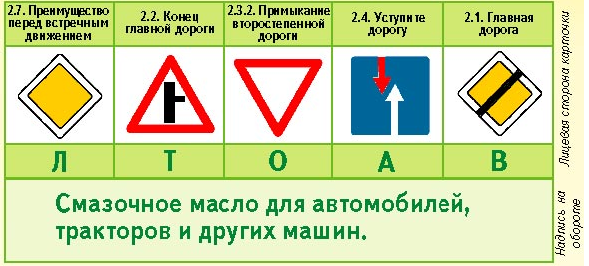 2.7. Преимущество
перед встречным
движением
2.2. Конец
главной дороги
2.3.2. Примыкание
второстепенной
дороги
2.4. Уступите
дорогу
2.1. Главная
дорога
Л Т О А В
Смазочное масло для автомобилей,
тракторов и других машин.
Лицевая сторона карточки
Надпись на
обороте